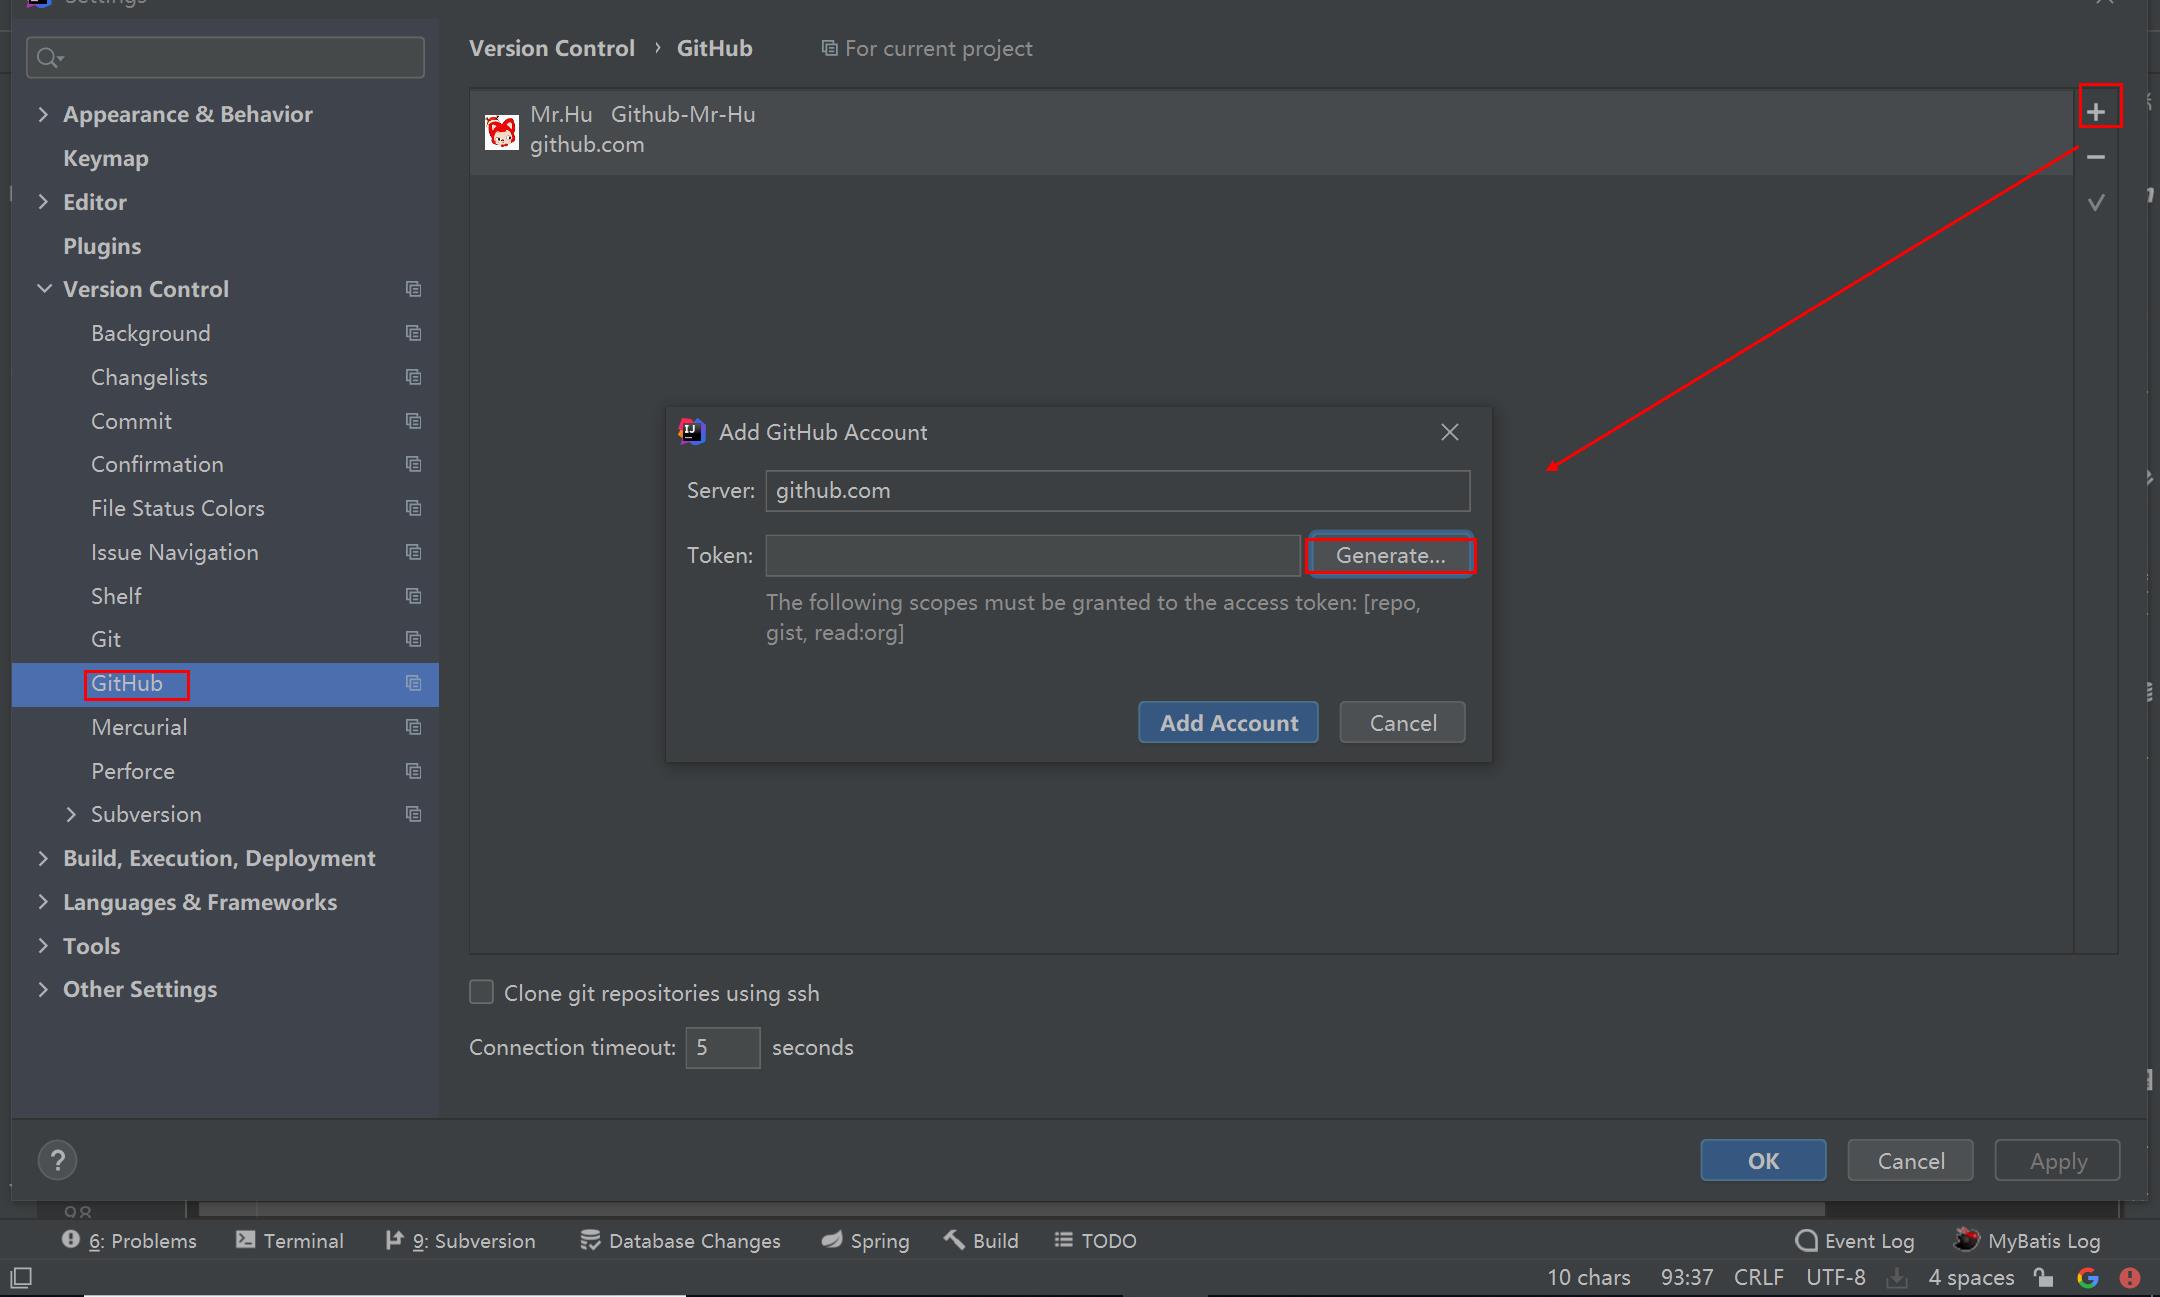 Settings
Version Control › GitHub For current project
Appearance & Behavior
Keymap
Editor
Plugins
Version Control
Background
Changelists
Commit
Confirmation
File Status Colors
Issue Navigation
Shelf
Git
GitHub
Mercurial
Perforce
Subversion
Build, Execution, Deployment
Languages & Frameworks
Tools
Other Settings
Mr.Hu Github-Mr-Hu
github.com
Add GitHub Account
Server: github.com
Token: Generate...
The following scopes must be granted to the access token: [repo,
gist, read:org]
Add Account Cancel
Clone git repositories using ssh
Connection timeout: 5 seconds
? OK Cancel Apply
98
6: Problems Terminal 9: Subversion Database Changes Spring Build TODO Event Log MyBatis Log
10 chars 93:37 CRLF UTF-8 4 spaces